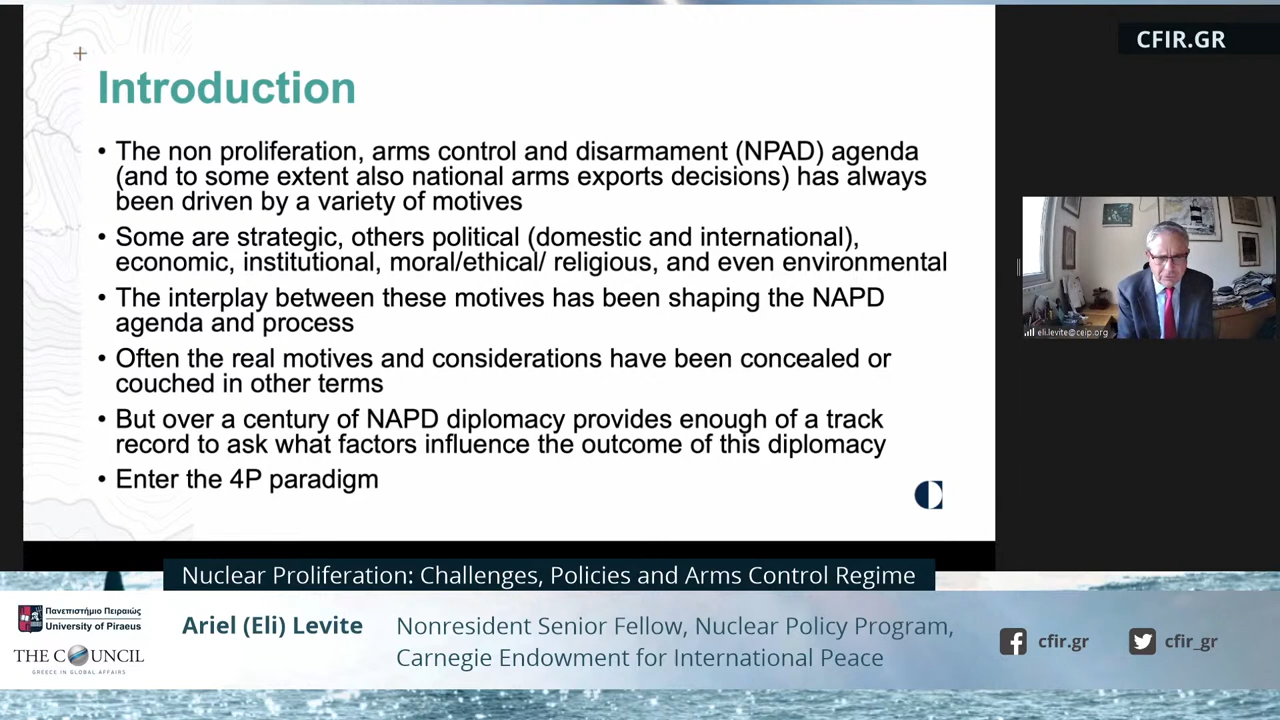 CFIR.GR
Introduction
• The non proliferation, arms control and disarmament (NPAD) agenda
(and to some extent also national arms exports decisions) has always
been driven by a variety of motives
• Some are strategic, others political (domestic and international),
economic, institutional, moral/ethical/ religious, and even environmental
• The interplay between these motives has been shaping the NAPD
agenda and process
• Often the real motives and considerations have been concealed or
couched in other terms
• But over a century of NAPD diplomacy provides enough of a track
record to ask what factors influence the outcome of this diplomacy
• Enter the 4P paradigm
eli.levite@ceip.org
Nuclear Proliferation: Challenges, Policies and Arms Control Regime
Πανεπιστήμιο Πειραιώς
University of Piraeus
THE COUNCIL
GREECE IN GLOBAL AFFAIRS
Ariel (Eli) Levite
Nonresident Senior Fellow, Nuclear Policy Program,
Carnegie Endowment for International Peace
cfir.gr
cfir_gr